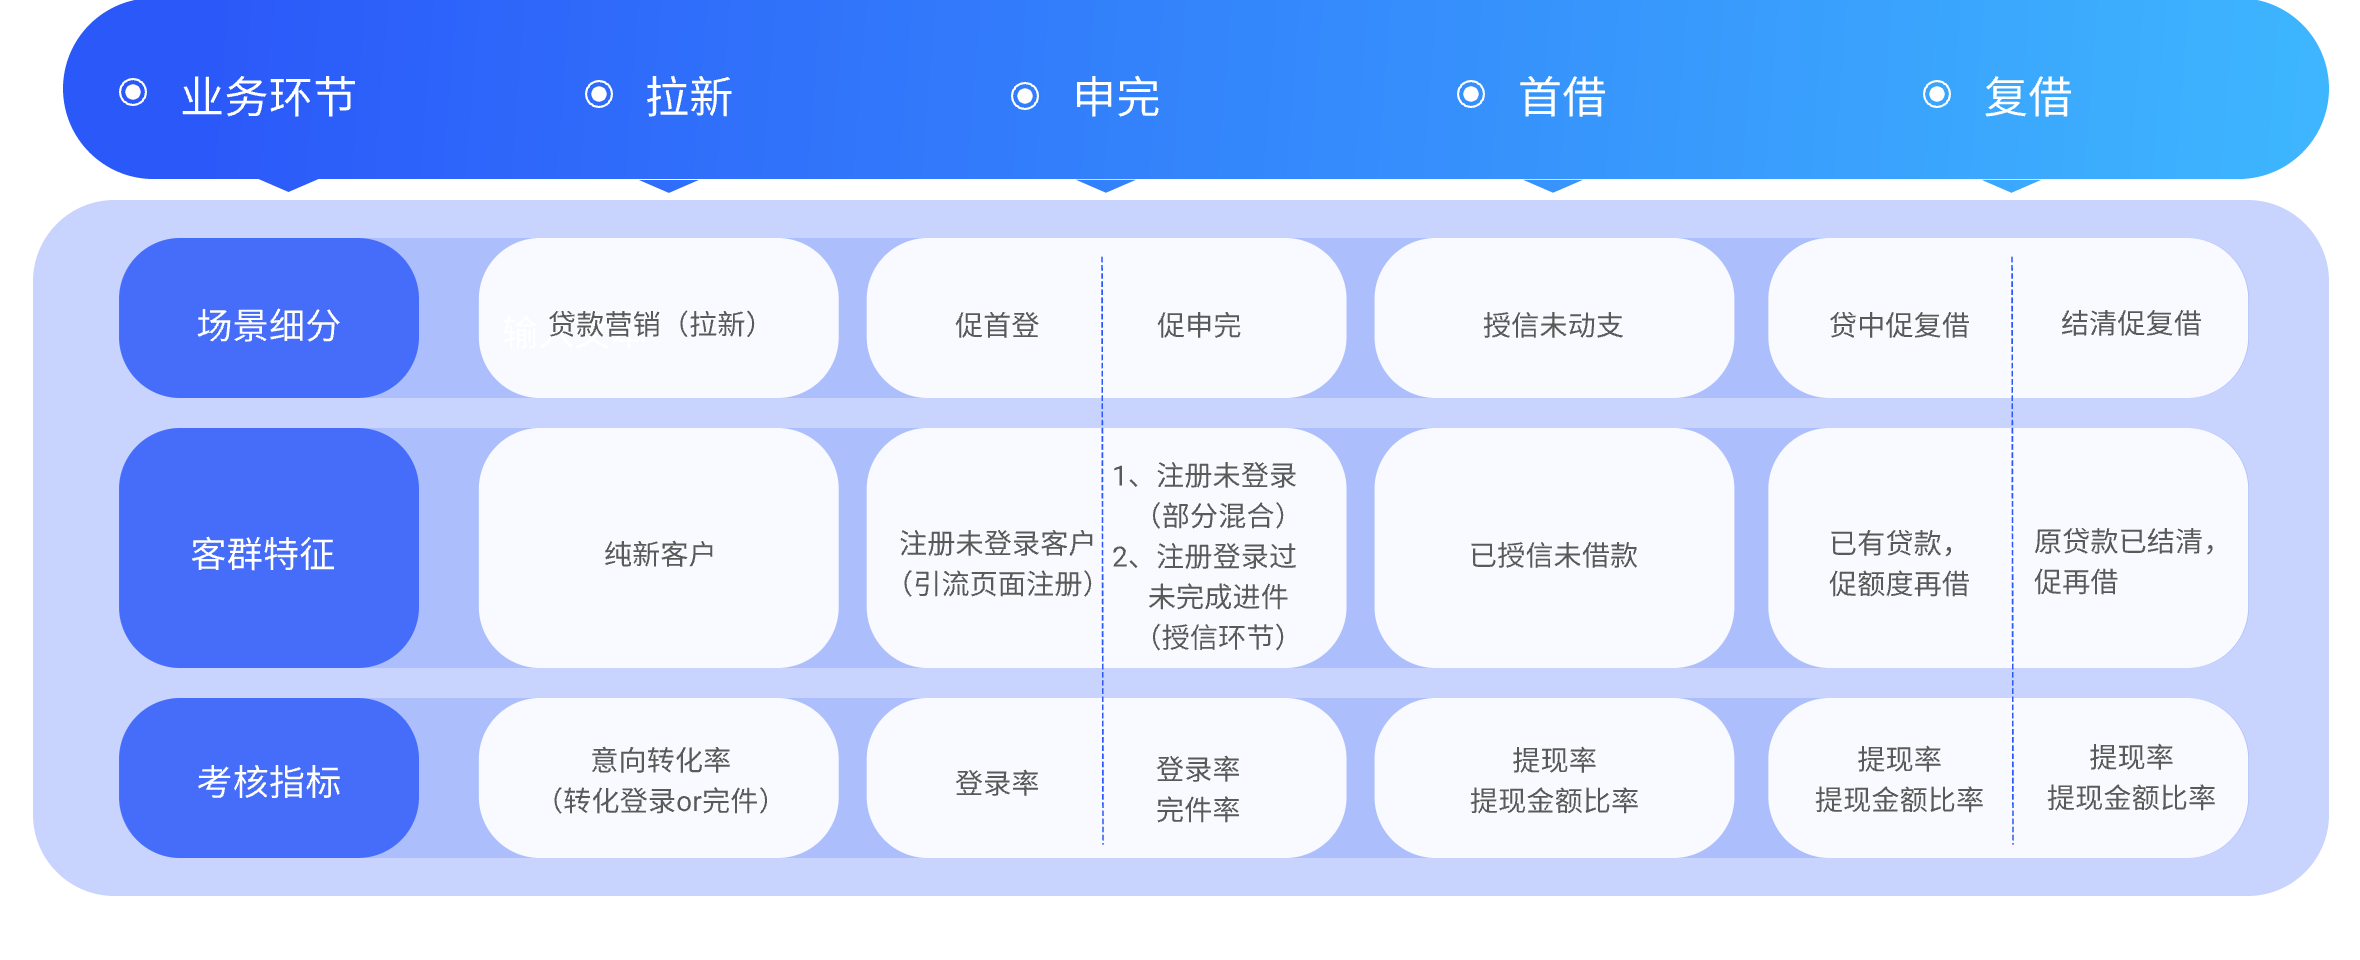 业务环节
拉新
申完
首借
复借
场景细分
贷款营销（拉新）
促首登
促申完
授信未动支
贷中促复借
结清促复借
客群特征
纯新客户
注册未登录客户
（引流页面注册）
1、注册未登录
（部分混合）
2、注册登录过
未完成进件
（授信环节）
已授信未借款
已有贷款，
促额度再借
原贷款已结清，
促再借
考核指标
意向转化率
（转化登录or完件）
登录率
登录率
完件率
提现率
提现金额比率
提现率
提现金额比率
提现率
提现金额比率